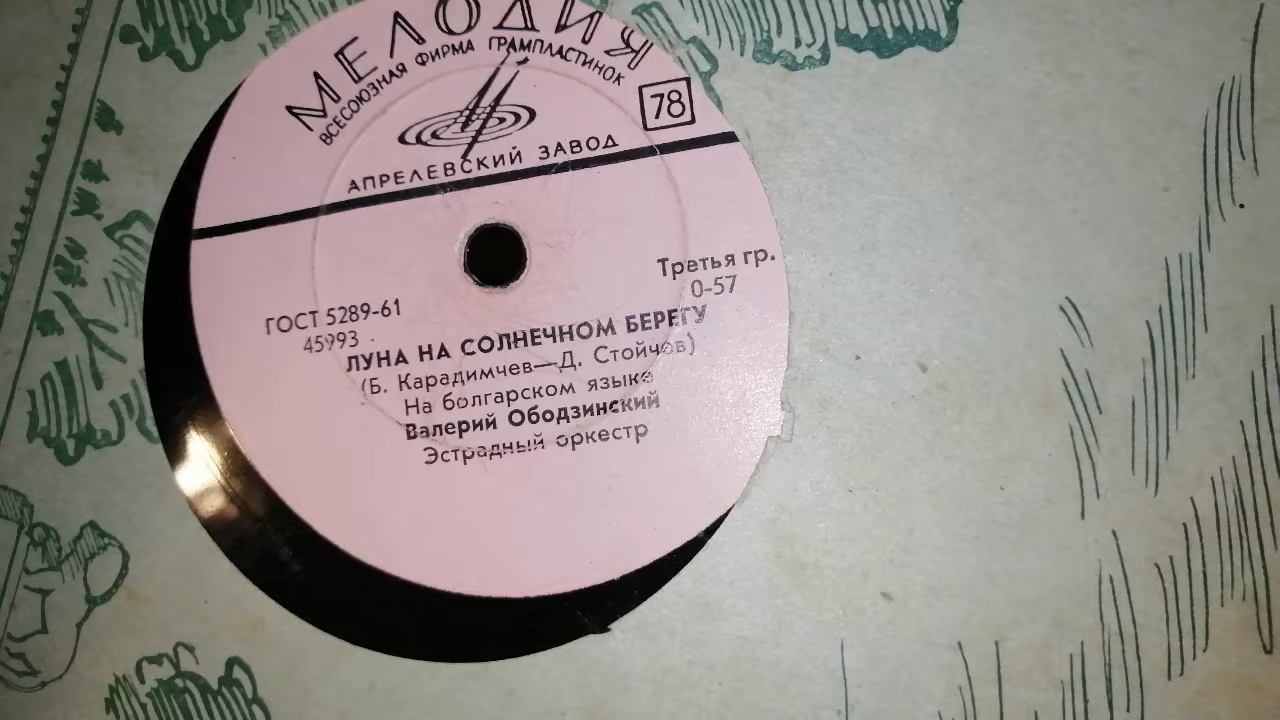 МЕЛОДИЯ
ВСЕСОЮЗНАЯ ФИРМА ГРАМПЛАСТИНОК
78
АПРЕЛЕВСКИЙ ЗАВОД
Третья гр.
0-57
ГОСТ 5289-61
45993
ЛУНА НА СОЛНЕЧНОМ БЕРЕГУ
(Б. Карадимчев—Д. Стойчев)
На болгарском языке
Валерий Ободзинский
Эстрадный оркестр